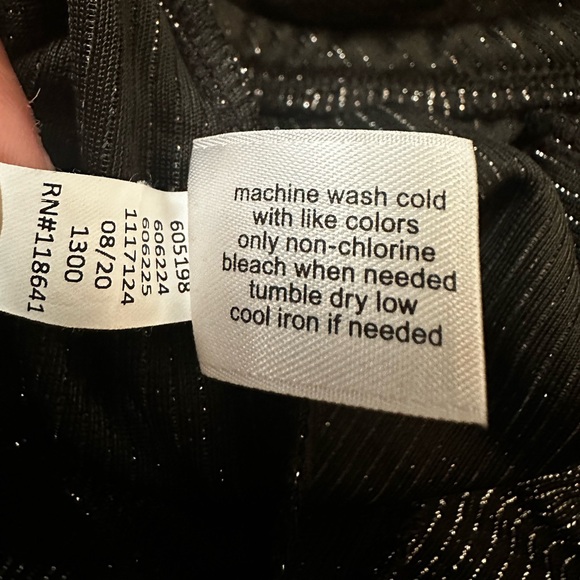 605198
606224
606225
1117124
08/20
1300
RN#118641
machine wash cold
with like colors
only non-chlorine
bleach when needed
tumble dry low
cool iron if needed